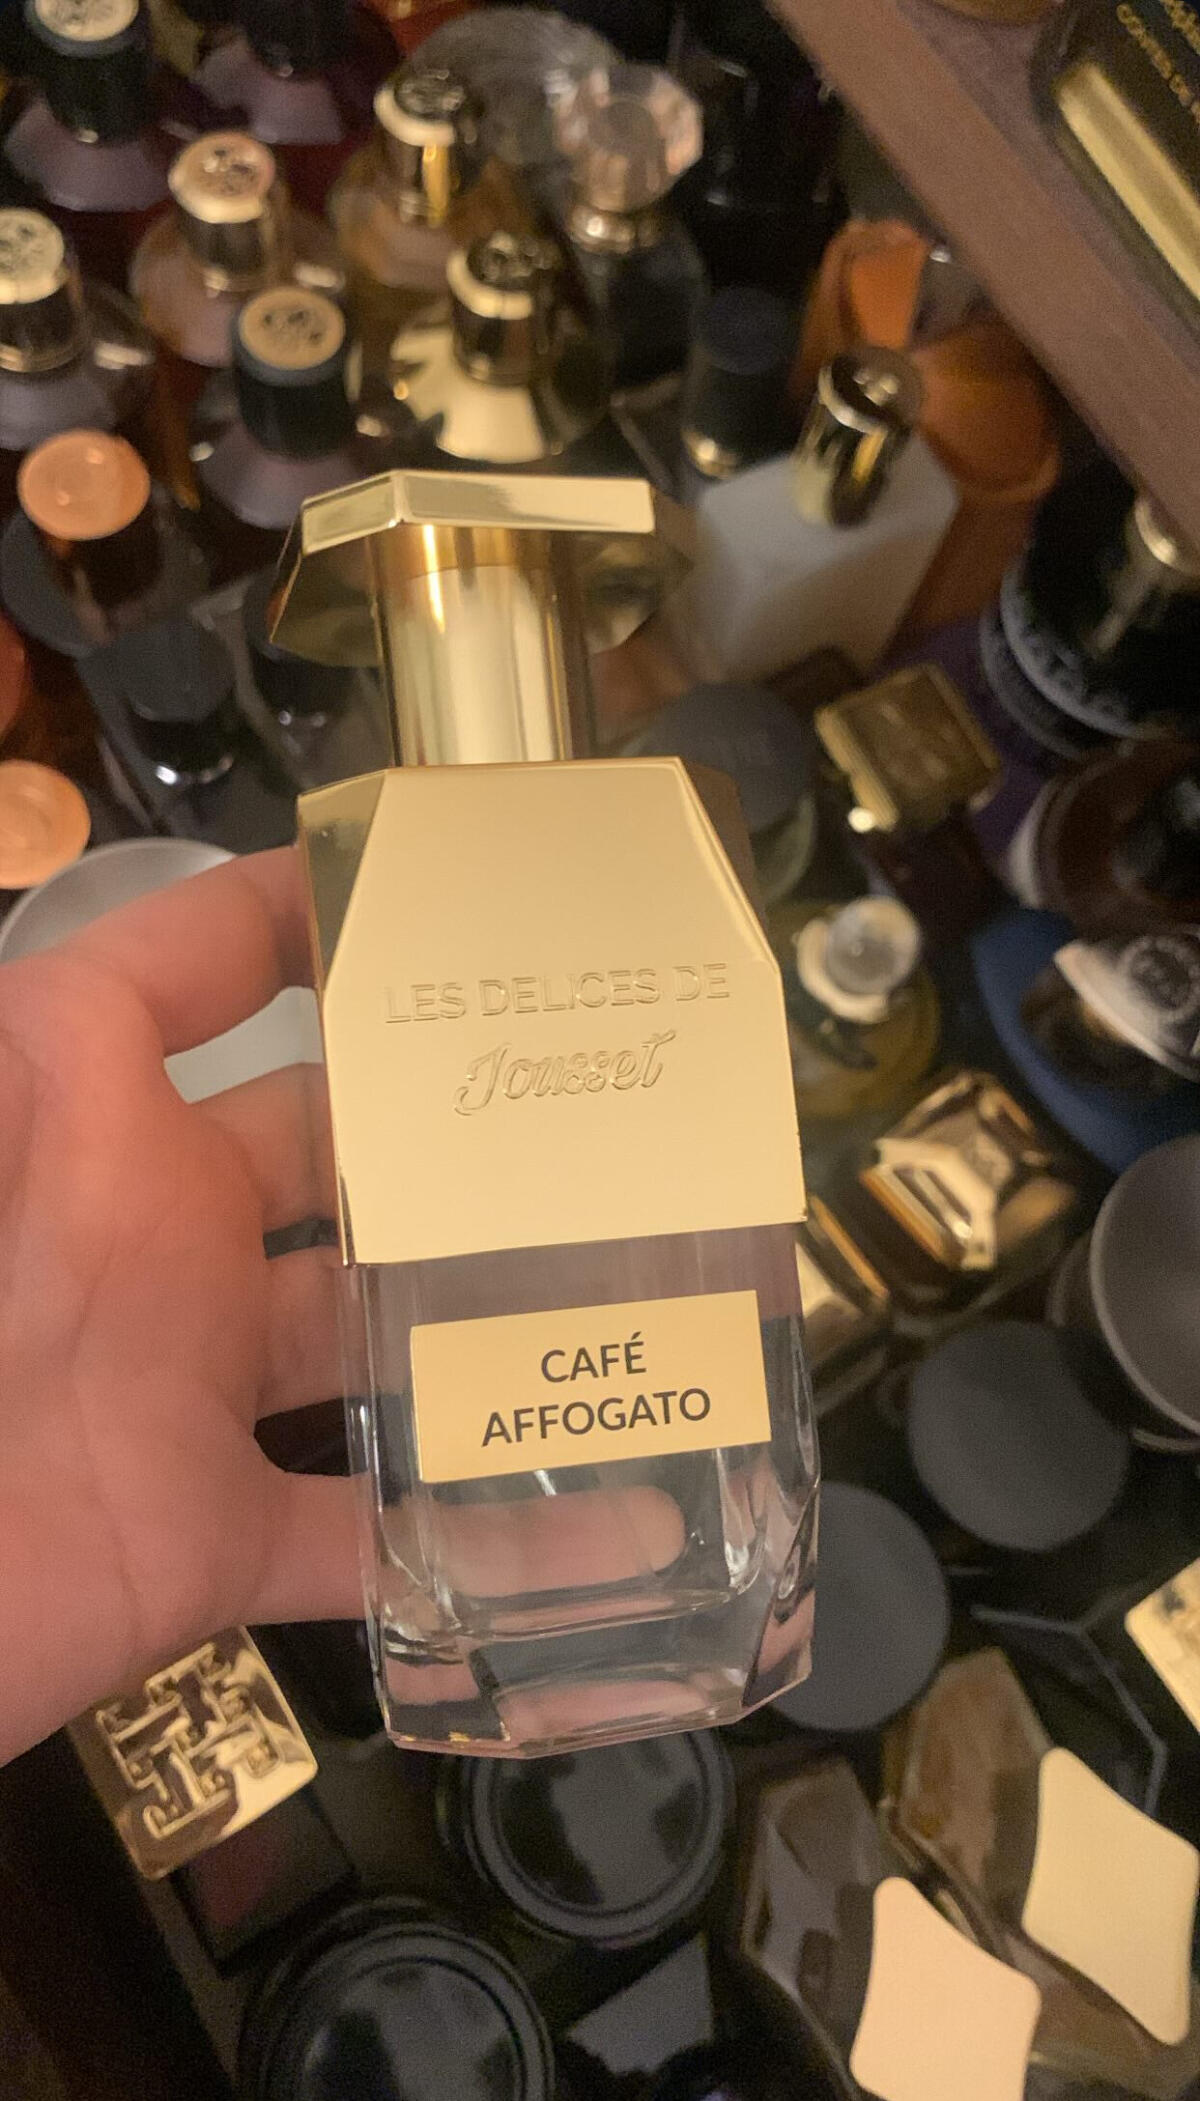 LES DELICES DE
Jousset
CAFÉ
AFFOGATO